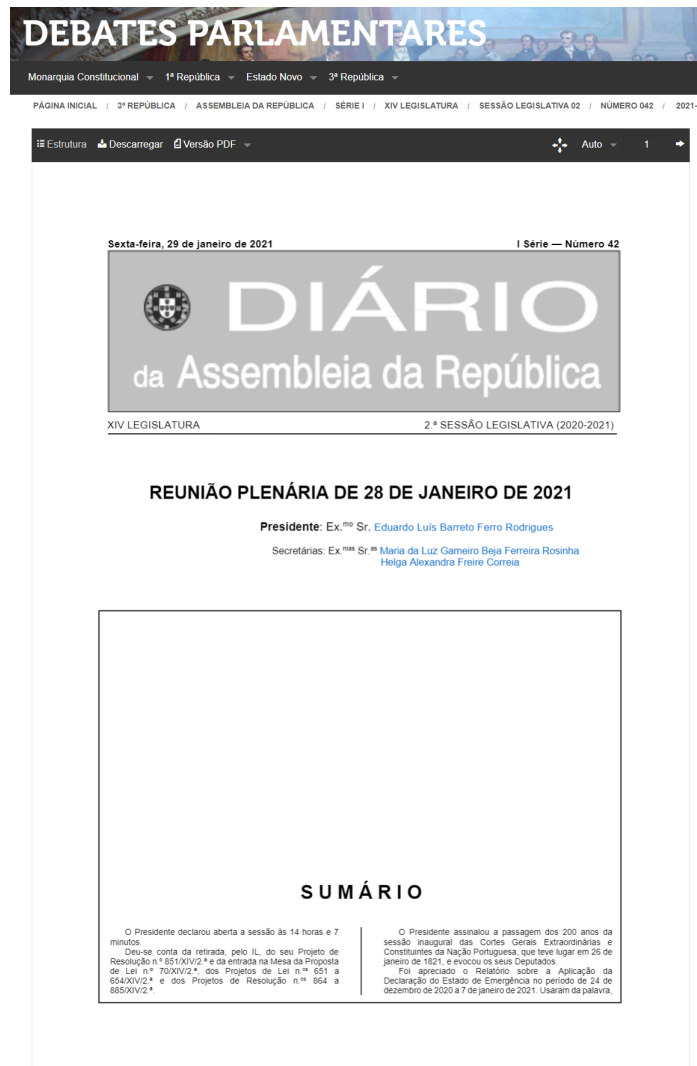 DEBATES PARLAMENTARES
Monarquia Constitucional 1ª República Estado Novo 3ª República
PÁGINA INICIAL / 3ª REPÚBLICA / ASSEMBLEIA DA REPÚBLICA / SÉRIE I / XIV LEGISLATURA / SESSÃO LEGISLATIVA 02 / NÚMERO 042 / 2021-
Estrutura Descarregar Versão PDF Auto 1
Sexta-feira, 29 de janeiro de 2021 I Série — Número 42
DIÁRIO
da Assembleia da República
XIV LEGISLATURA 2.ª SESSÃO LEGISLATIVA (2020-2021)
REUNIÃO PLENÁRIA DE 28 DE JANEIRO DE 2021
Presidente: Ex.mo Sr. Eduardo Luís Barreto Ferro Rodrigues
Secretárias: Ex.mas Sr.as Maria da Luz Gameiro Beja Ferreira Rosinha
Helga Alexandra Freire Correia
SUMÁRIO
O Presidente declarou aberta a sessão às 14 horas e 7
minutos.
Deu-se conta da retirada, pelo IL, do seu Projeto de
Resolução n.º 851/XIV/2.ª e da entrada na Mesa da Proposta
de Lei n.º 70/XIV/2.ª, dos Projetos de Lei n.os 651 a
654/XIV/2.ª e dos Projetos de Resolução n.os 864 a
885/XIV/2.ª.
O Presidente assinalou a passagem dos 200 anos da
sessão inaugural das Cortes Gerais Extraordinárias e
Constituintes da Nação Portuguesa, que teve lugar em 26 de
janeiro de 1821, e evocou os seus Deputados.
Foi apreciado o Relatório sobre a Aplicação da
Declaração do Estado de Emergência no período de 24 de
dezembro de 2020 a 7 de janeiro de 2021. Usaram da palavra,